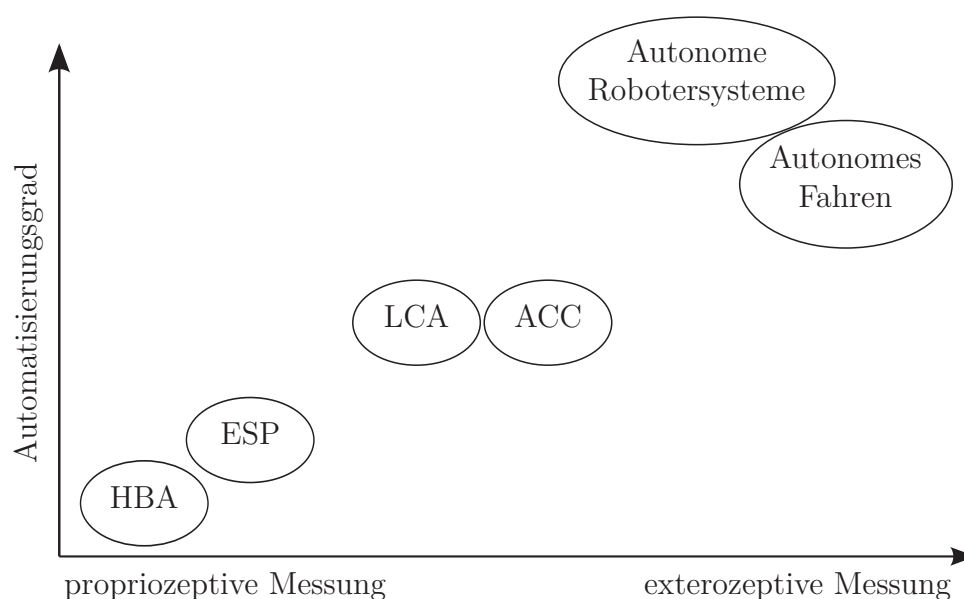 Autonome
Robotersysteme
Autonomes
Fahren
LCA
ACC
ESP
HBA
Automatisierungsgrad
propriozeptive Messung
exterozeptive Messung